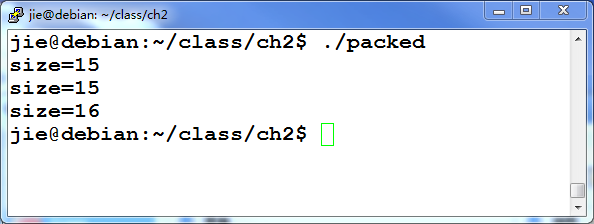 jie@debian: ~/class/ch2
jie@debian:~/class/ch2$ ./packed
size=15
size=15
size=16
jie@debian:~/class/ch2$